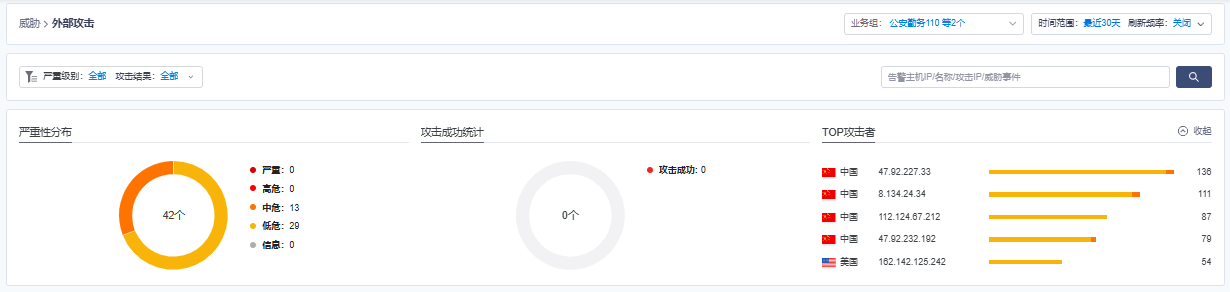 威胁 > 外部攻击
业务组： 公安勤务110 等2个
时间范围： 最近30天 刷新频率： 关闭
严重级别： 全部 攻击结果： 全部
告警主机IP/名称/攻击IP/威胁事件
严重性分布
42个
严重： 0
高危： 0
中危： 13
低危： 29
信息： 0
攻击成功统计
0个
攻击成功： 0
TOP攻击者
收起
中国 47.92.227.33 136
中国 8.134.24.34 111
中国 112.124.67.212 87
中国 47.92.232.192 79
美国 162.142.125.242 54